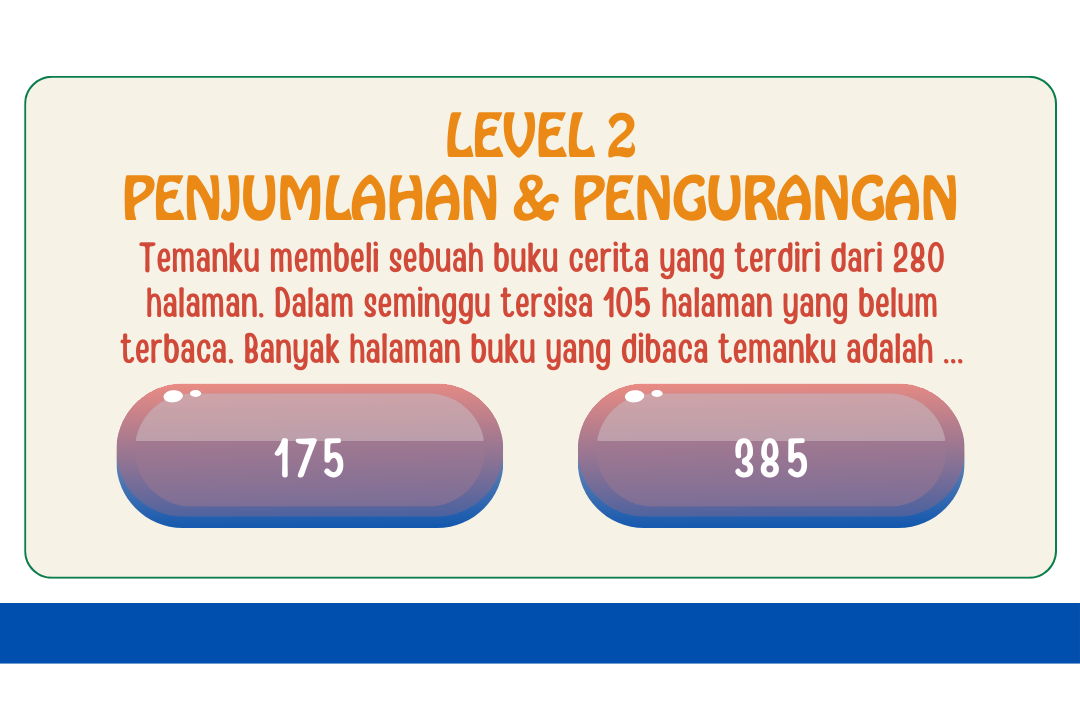 LEVEL 2
PENJUMLAHAN & PENGURANGAN
Temanku membeli sebuah buku cerita yang terdiri dari 280
halaman. Dalam seminggu tersisa 105 halaman yang belum
terbaca. Banyak halaman buku yang dibaca temanku adalah ...
175
385